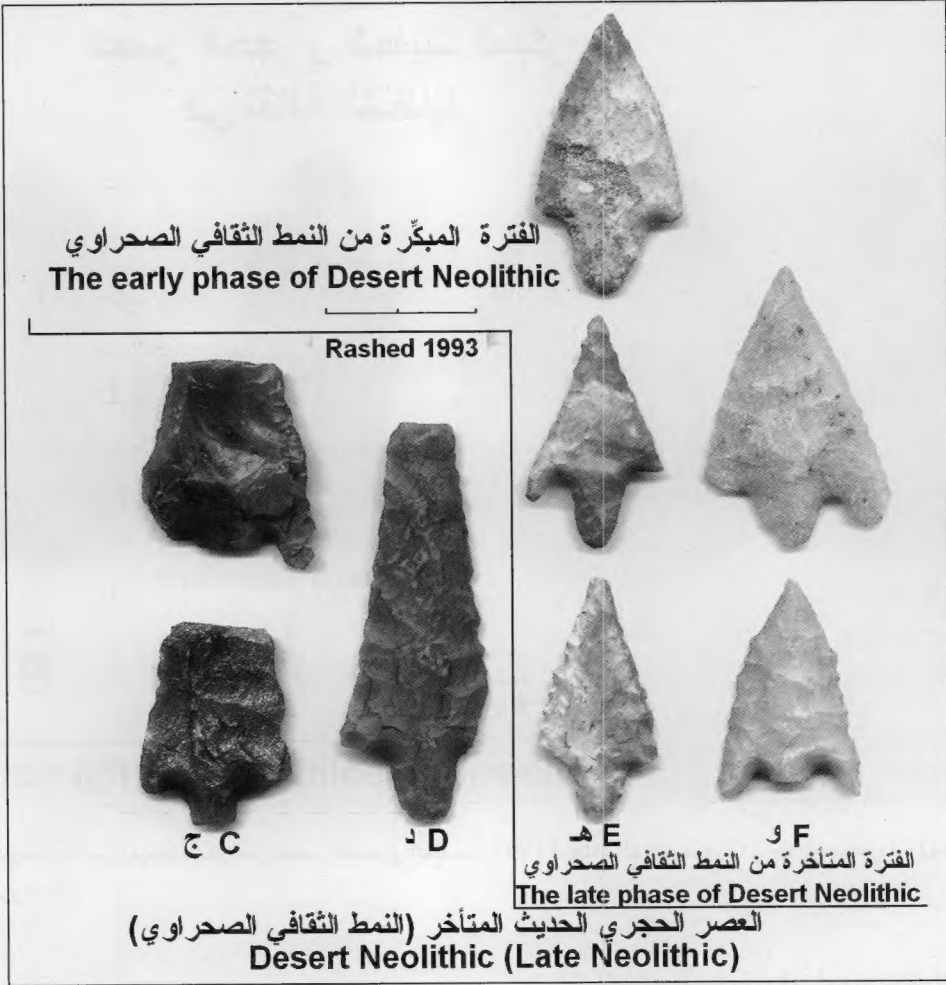 الفترة المبكِّرة من النمط الثقافي الصحراوي
The early phase of Desert Neolithic
Rashed 1993
ج C
د D
هـ E
و F
الفترة المتأخرة من النمط الثقافي الصحراوي
The late phase of Desert Neolithic
العصر الحجري الحديث المتأخر (النمط الثقافي الصحراوي)
Desert Neolithic (Late Neolithic)